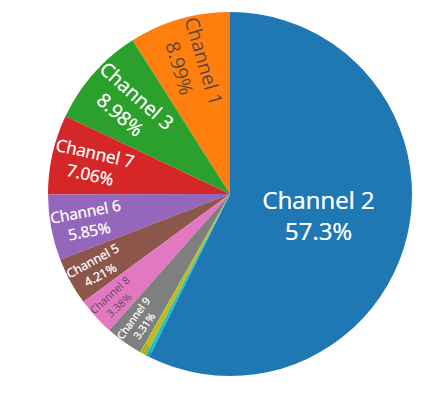 Channel 1
8.99%
Channel 3
8.98%
Channel 7
7.06%
Channel 6
5.85%
Channel 5
4.21%
Channel 8
3.38%
Channel 9
3.31%
Channel 2
57.3%